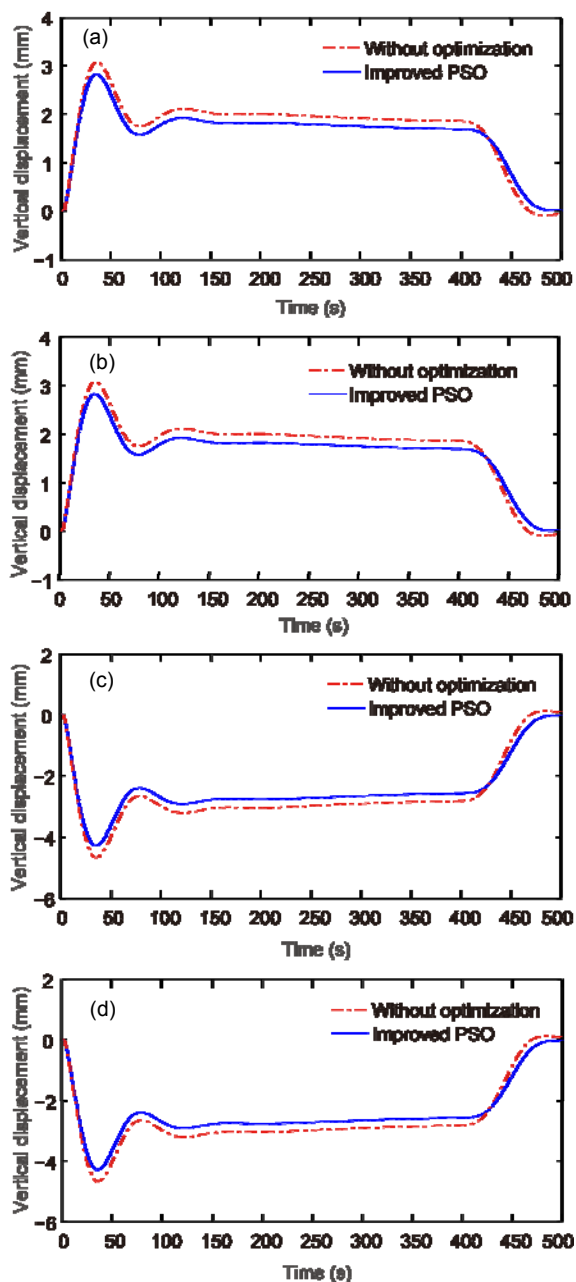 (a)
Without optimization
Improved PSO
Vertical displacement (mm)
4
3
2
1
0
−1
0 50 100 150 200 250 300 350 400 450 500
Time (s)
(b)
Without optimization
Improved PSO
Vertical displacement (mm)
4
3
2
1
0
−1
0 50 100 150 200 250 300 350 400 450 500
Time (s)
(c)
Without optimization
Improved PSO
Vertical displacement (mm)
2
0
−2
−4
−6
0 50 100 150 200 250 300 350 400 450 500
Time (s)
(d)
Without optimization
Improved PSO
Vertical displacement (mm)
2
0
−2
−4
−6
0 50 100 150 200 250 300 350 400 450 500
Time (s)